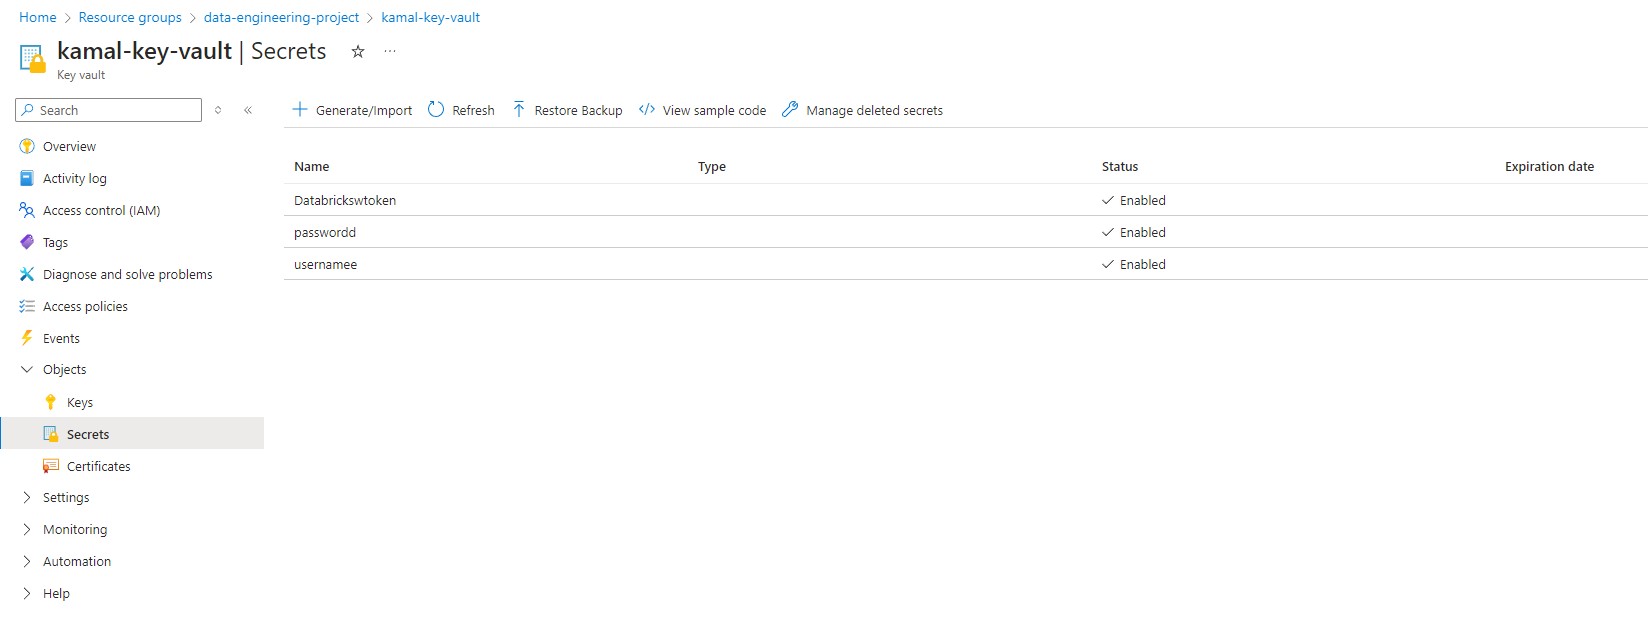 Home > Resource groups > data-engineering-project > kamal-key-vault
kamal-key-vault | Secrets ☆ ...
Key vault
Search
Generate/Import Refresh Restore Backup View sample code Manage deleted secrets
Overview
Activity log
Access control (IAM)
Tags
Diagnose and solve problems
Access policies
Events
Objects
Keys
Secrets
Certificates
Settings
Monitoring
Automation
Help
Name Type Status Expiration date
Databrickswtoken Enabled
passwordd Enabled
usernamee Enabled